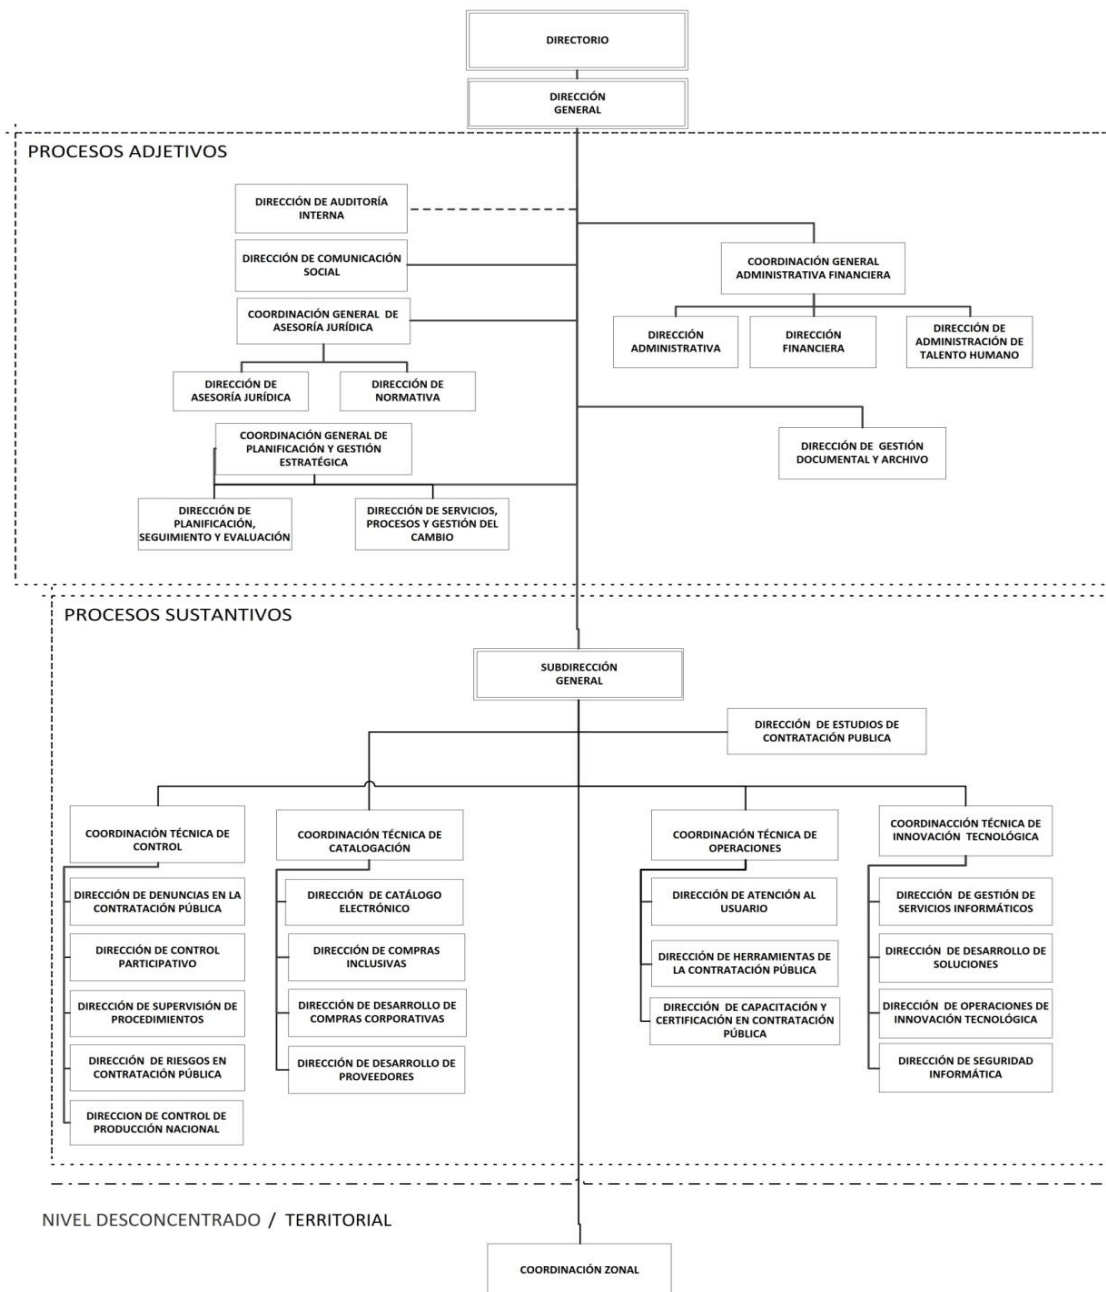 DIRECTORIO
DIRECCIÓN
GENERAL
PROCESOS ADJETIVOS
DIRECCIÓN DE AUDITORÍA
INTERNA
DIRECCIÓN DE COMUNICACIÓN
SOCIAL
COORDINACIÓN GENERAL DE
ASESORÍA JURÍDICA
DIRECCIÓN DE
ASESORÍA JURÍDICA
DIRECCIÓN DE
NORMATIVA
COORDINACIÓN GENERAL DE
PLANIFICACIÓN Y GESTIÓN
ESTRATÉGICA
DIRECCIÓN DE
PLANIFICACIÓN,
SEGUIMIENTO Y EVALUACIÓN
DIRECCIÓN DE SERVICIOS,
PROCESOS Y GESTIÓN DEL
CAMBIO
COORDINACIÓN GENERAL
ADMINISTRATIVA FINANCIERA
DIRECCIÓN
ADMINISTRATIVA
DIRECCIÓN
FINANCIERA
DIRECCIÓN DE
ADMINISTRACIÓN DE
TALENTO HUMANO
DIRECCIÓN DE GESTIÓN
DOCUMENTAL Y ARCHIVO
PROCESOS SUSTANTIVOS
SUBDIRECCIÓN
GENERAL
DIRECCIÓN DE ESTUDIOS DE
CONTRATACIÓN PUBLICA
COORDINACIÓN TÉCNICA DE
CONTROL
DIRECCIÓN DE DENUNCIAS EN LA
CONTRATACIÓN PÚBLICA
DIRECCIÓN DE CONTROL
PARTICIPATIVO
DIRECCIÓN DE SUPERVISIÓN DE
PROCEDIMIENTOS
DIRECCIÓN DE RIESGOS EN
CONTRATACIÓN PÚBLICA
DIRECCION DE CONTROL DE
PRODUCCIÓN NACIONAL
COORDINACIÓN TÉCNICA DE
CATALOGACIÓN
DIRECCIÓN DE CATÁLOGO
ELECTRÓNICO
DIRECCIÓN DE COMPRAS
INCLUSIVAS
DIRECCIÓN DE DESARROLLO DE
COMPRAS CORPORATIVAS
DIRECCIÓN DE DESARROLLO DE
PROVEEDORES
COORDINACIÓN TÉCNICA DE
OPERACIONES
DIRECCIÓN DE ATENCIÓN AL
USUARIO
DIRECCIÓN DE HERRAMIENTAS DE
LA CONTRATACIÓN PÚBLICA
DIRECCIÓN DE CAPACITACIÓN Y
CERTIFICACIÓN EN CONTRATACIÓN
PÚBLICA
COORDINACCIÓN TÉCNICA DE
INNOVACIÓN TECNOLÓGICA
DIRECCIÓN DE GESTIÓN DE
SERVICIOS INFORMÁTICOS
DIRECCIÓN DE DESARROLLO DE
SOLUCIONES
DIRECCIÓN DE OPERACIONES DE
INNOVACIÓN TECNOLÓGICA
DIRECCIÓN DE SEGURIDAD
INFORMÁTICA
NIVEL DESCONCENTRADO / TERRITORIAL
COORDINACIÓN ZONAL